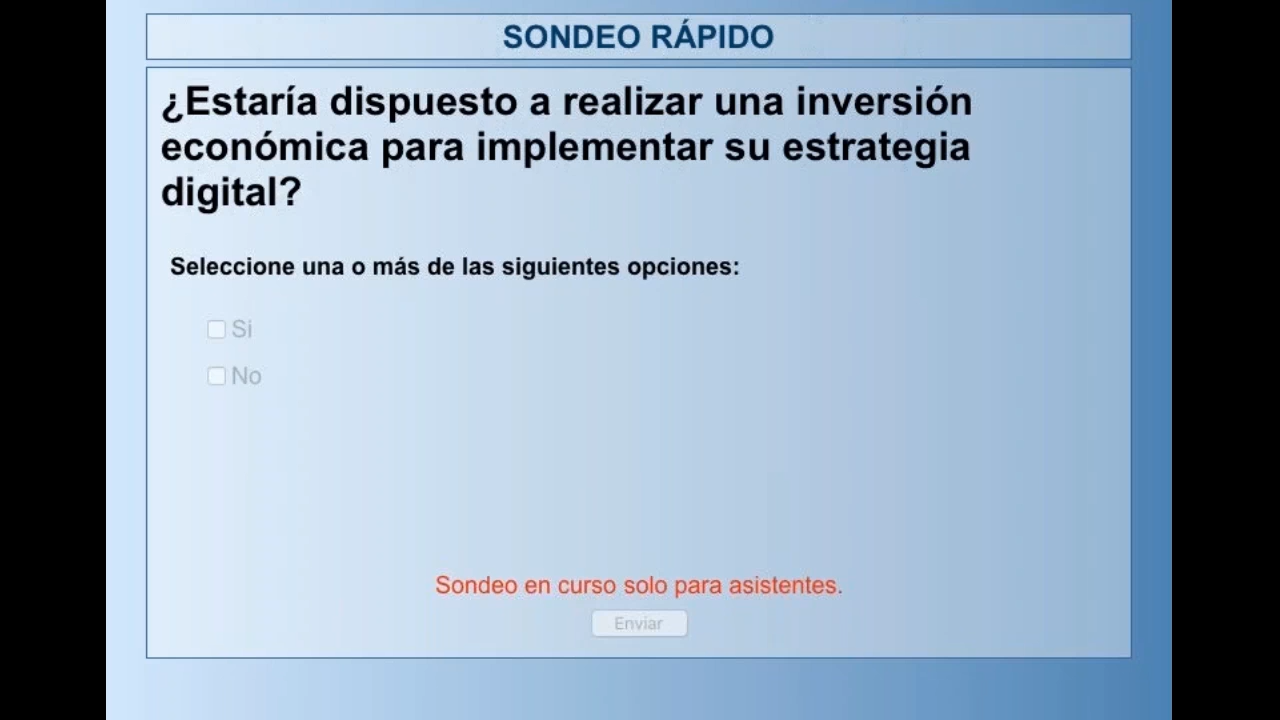 SONDEO RÁPIDO
¿Estaría dispuesto a realizar una inversión
económica para implementar su estrategia
digital?
Seleccione una o más de las siguientes opciones:
Si
No
Sondeo en curso solo para asistentes.
Enviar